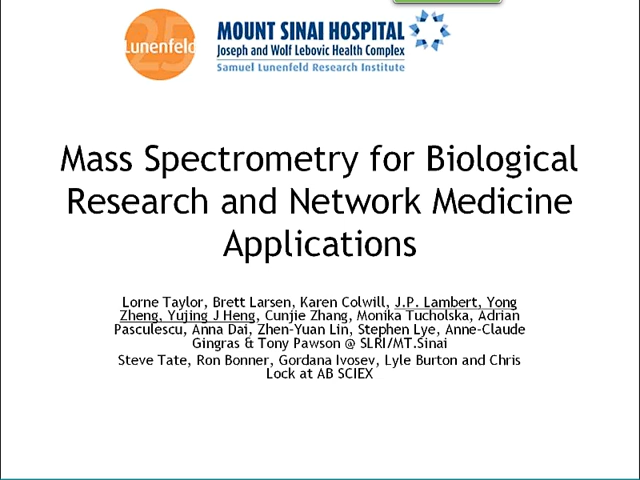 Lunenfeld
25
MOUNT SINAI HOSPITAL
Joseph and Wolf Lebovic Health Complex
Samuel Lunenfeld Research Institute
Mass Spectrometry for Biological
Research and Network Medicine
Applications
Lorne Taylor, Brett Larsen, Karen Colwill, J.P. Lambert, Yong
Zheng, Yujing J Heng, Cunjie Zhang, Monika Tucholska, Adrian
Pasculescu, Anna Dai, Zhen-Yuan Lin, Stephen Lye, Anne-Claude
Gingras & Tony Pawson @ SLRI/MT.Sinai
Steve Tate, Ron Bonner, Gordana Ivosev, Lyle Burton and Chris
Lock at AB SCIEX